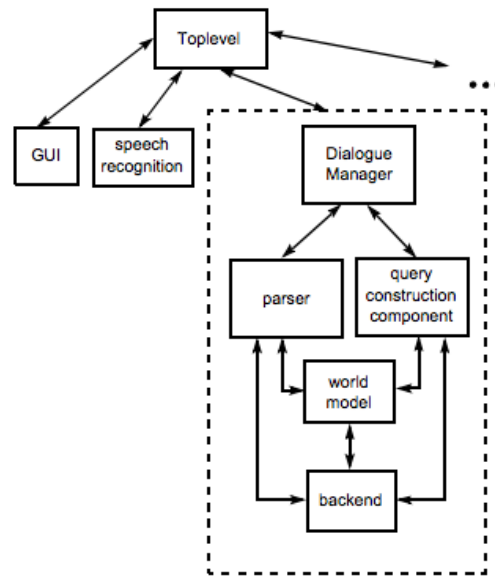 Toplevel
...
GUI
speech
recognition
Dialogue
Manager
parser
query
construction
component
world
model
backend